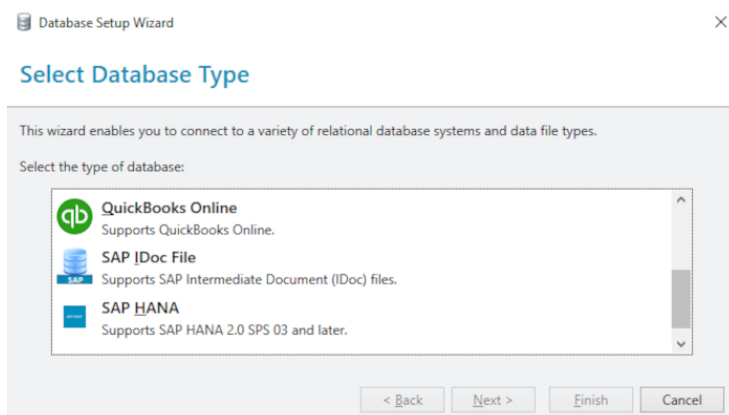 Database Setup Wizard
Select Database Type
This wizard enables you to connect to a variety of relational database systems and data file types.
Select the type of database:
qb
QuickBooks Online
Supports QuickBooks Online.
SAP IDoc File
SAP
Supports SAP Intermediate Document (IDoc) files.
SAP HANA
Supports SAP HANA 2.0 SPS 03 and later.
< Back
Next >
Finish
Cancel